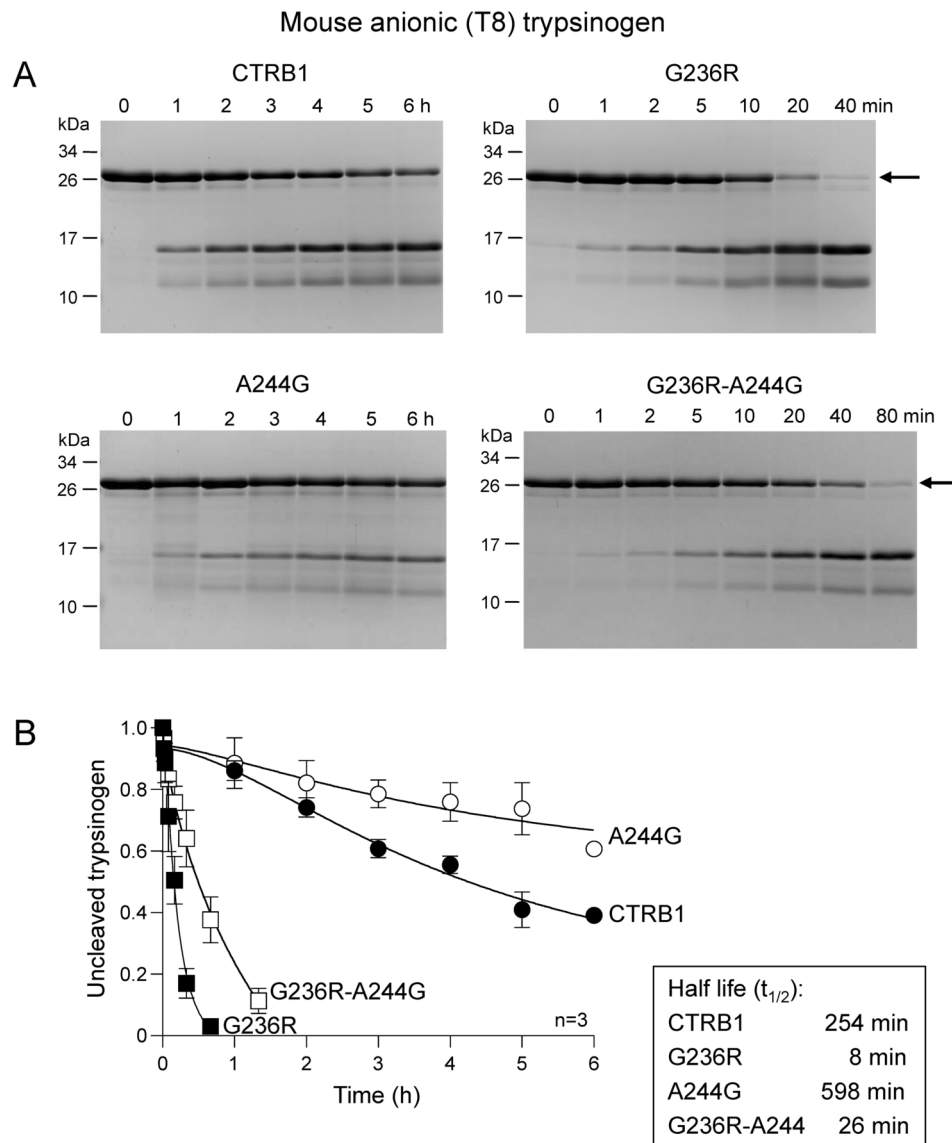 Mouse anionic (T8) trypsinogen
A
CTRB1
0 1 2 3 4 5 6 h
kDa
34
26
17
10
G236R
0 1 2 5 10 20 40 min
kDa
34
26
17
10
A244G
0 1 2 3 4 5 6 h
kDa
34
26
17
10
G236R-A244G
0 1 2 5 10 20 40 80 min
kDa
34
26
17
10
B
Uncleaved trypsinogen
1.0
0.8
0.6
0.4
0.2
0
A244G
CTRB1
G236R-A244G
G236R
n=3
0 1 2 3 4 5 6
Time (h)
Half life (t1/2):
CTRB1 254 min
G236R 8 min
A244G 598 min
G236R-A244 26 min